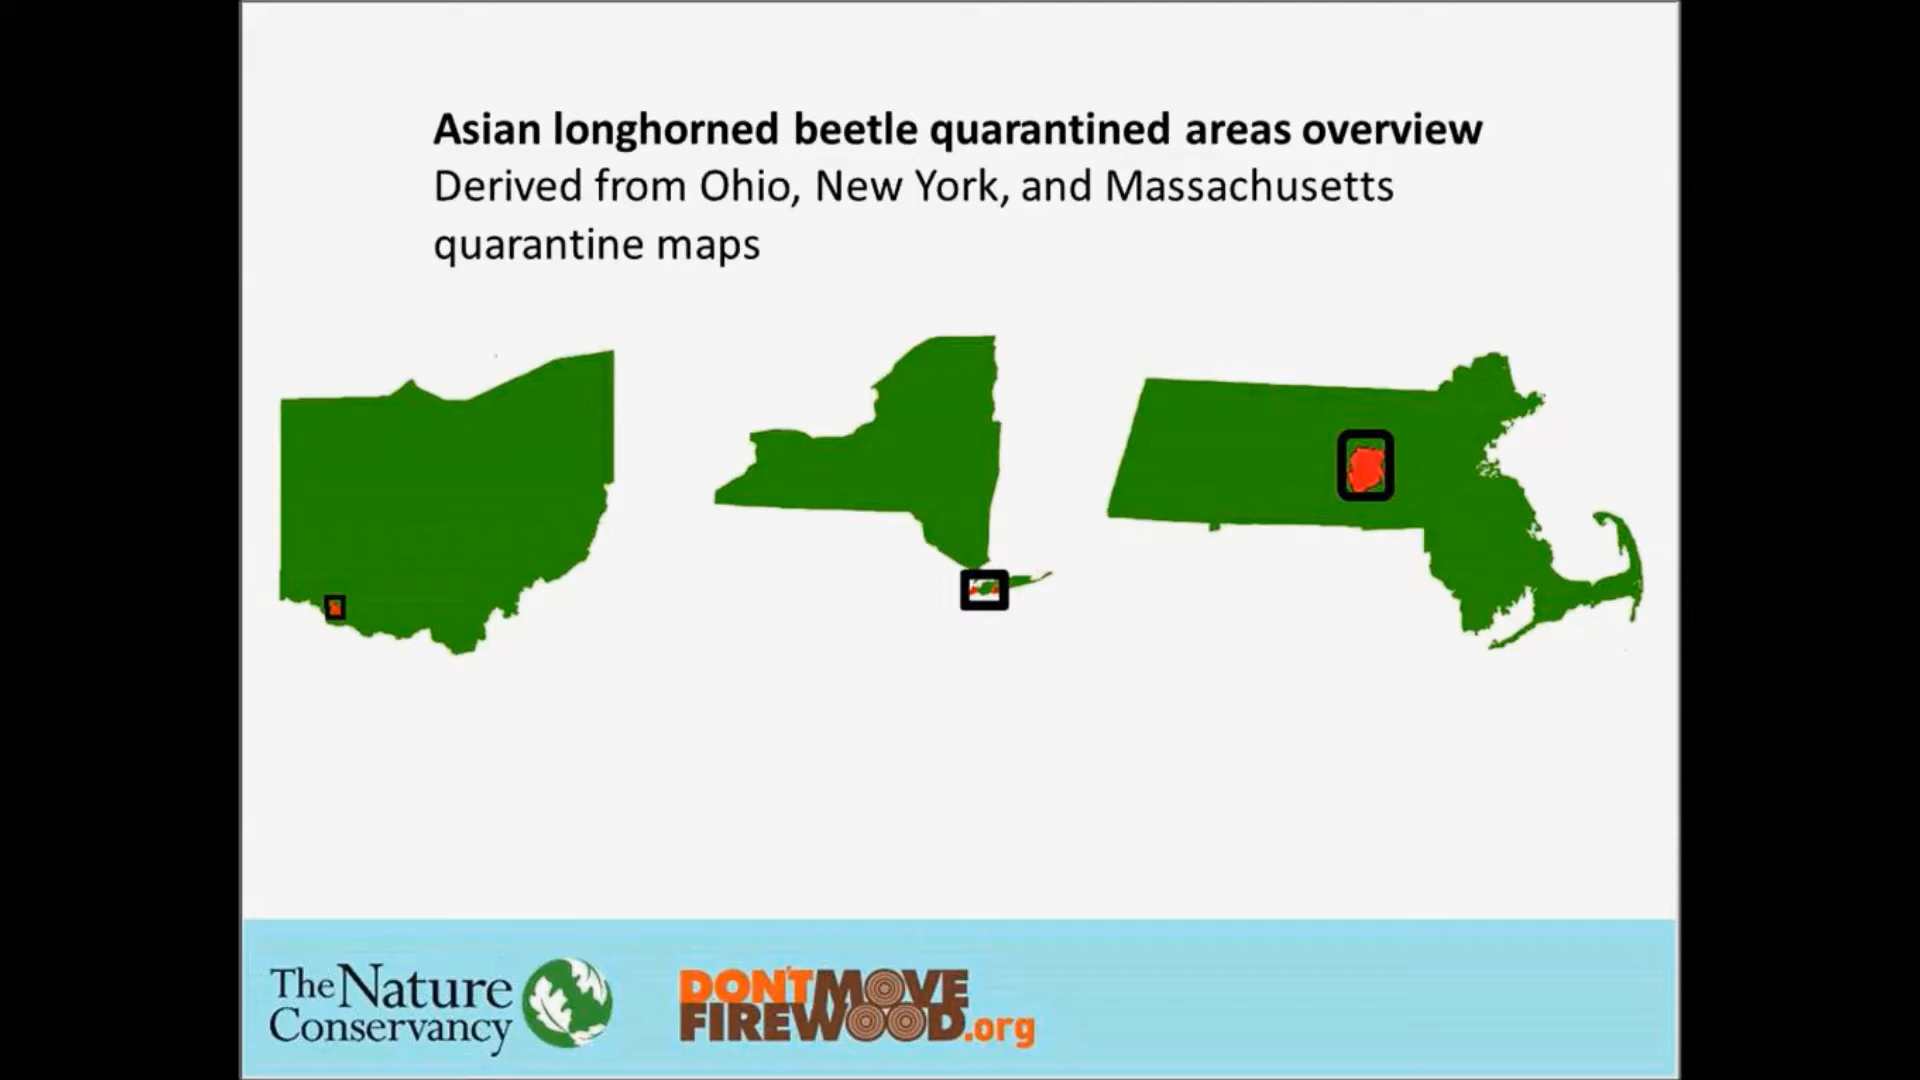 Asian longhorned beetle quarantined areas overview
Derived from Ohio, New York, and Massachusetts
quarantine maps
The Nature
Conservancy
DON'T MOVE
FIREWOOD.org